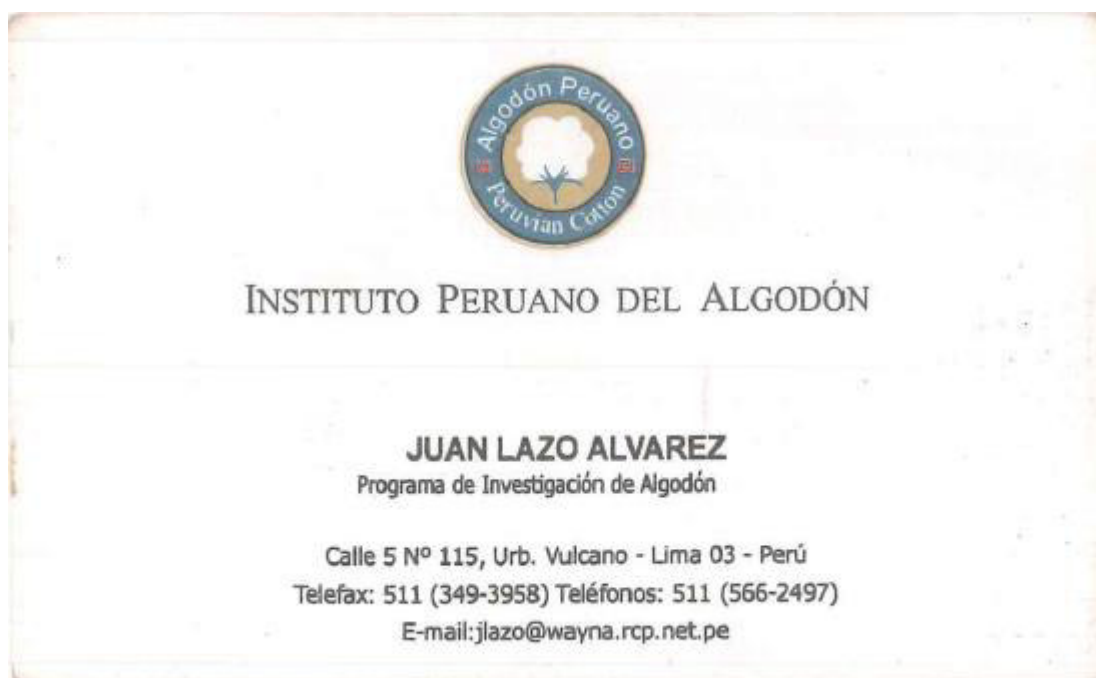 Algodón Peruano
Peruvian Cotton
INSTITUTO PERUANO DEL ALGODÓN
JUAN LAZO ALVAREZ
Programa de Investigación de Algodón
Calle 5 Nº 115, Urb. Vulcano - Lima 03 - Perú
Telefax: 511 (349-3958) Teléfonos: 511 (566-2497)
E-mail:jlazo@wayna.rcp.net.pe